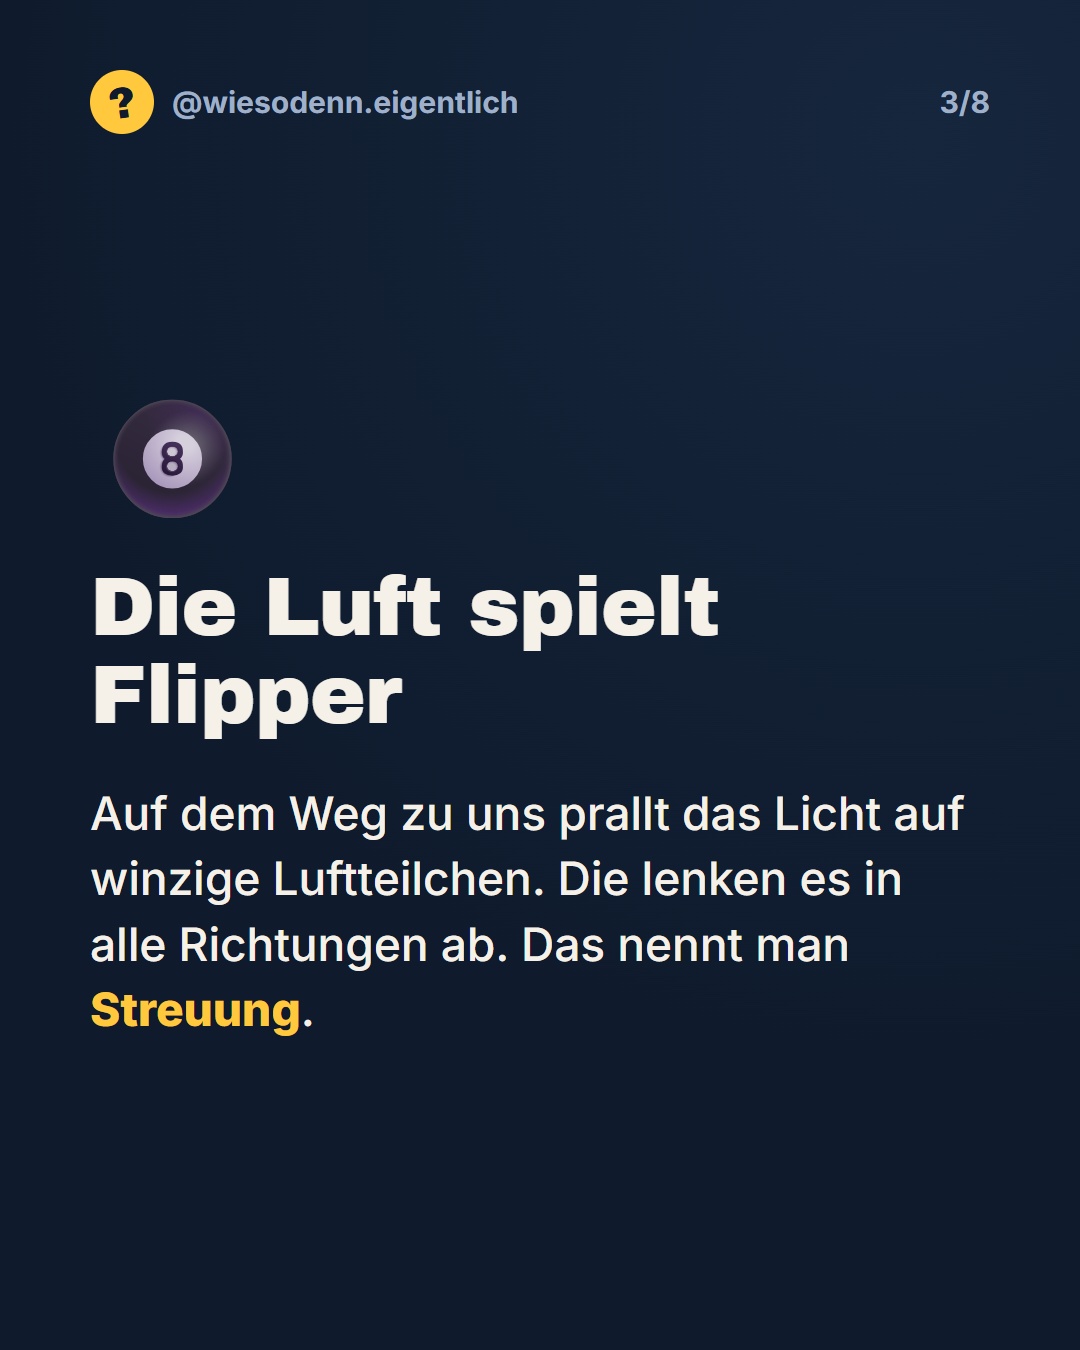 ?
@wiesodenn.eigentlich
3/8
8
Die Luft spielt
Flipper
Auf dem Weg zu uns prallt das Licht auf
winzige Luftteilchen. Die lenken es in
alle Richtungen ab. Das nennt man
Streuung.